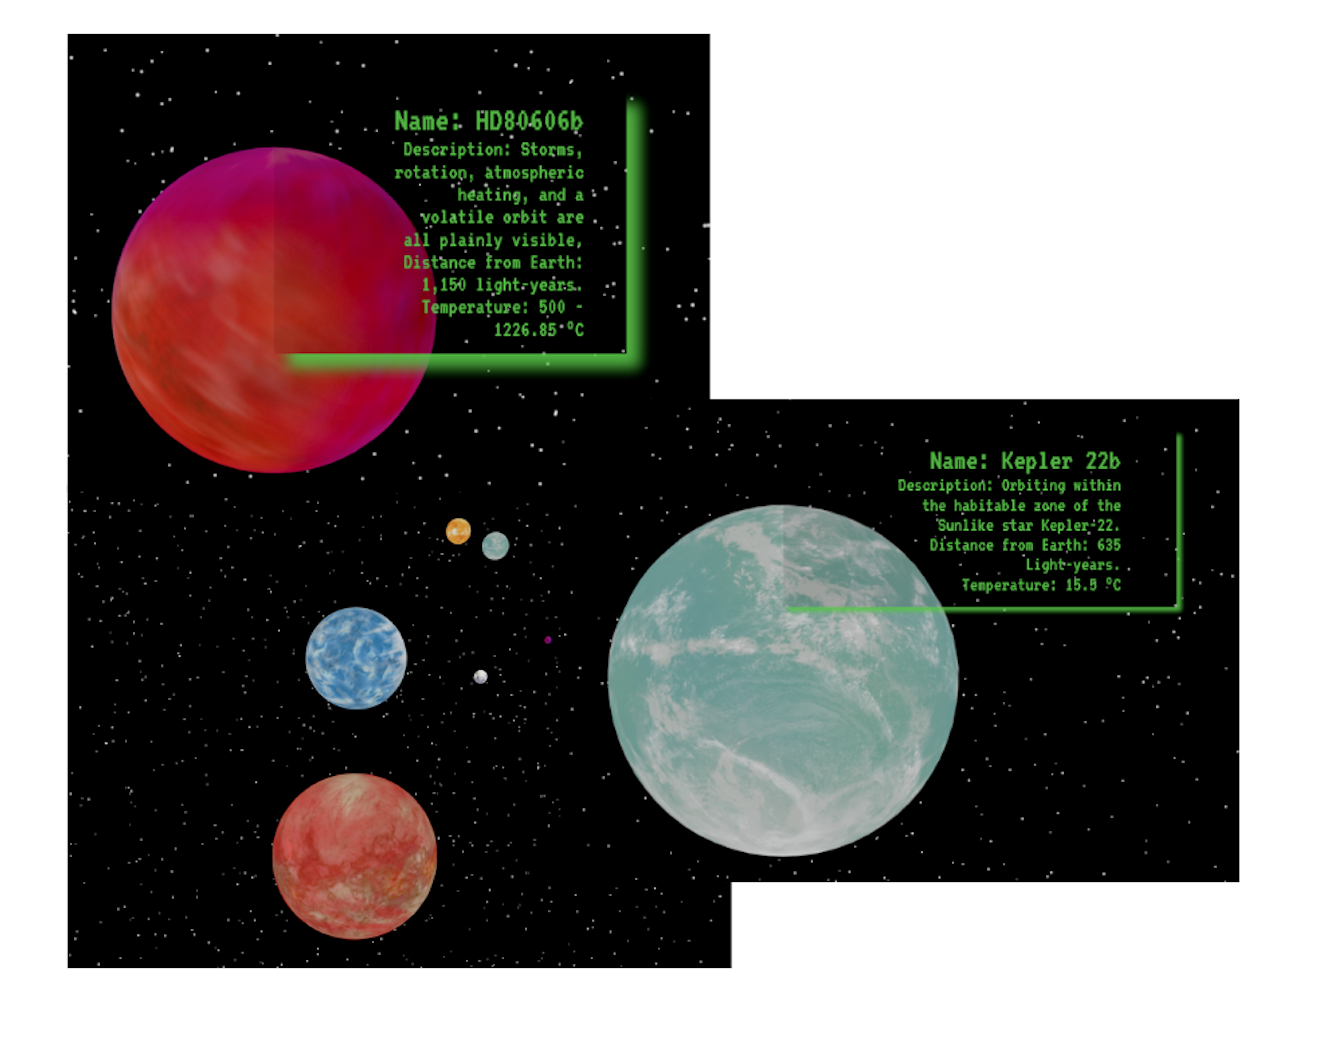 Name: HD80606b
Description: Storms,
rotation, atmospheric
heating, and a
volatile orbit are
all plainly visible,
Distance from Earth:
1,150 light-years.
Temperature: 500 -
1226.85 ºC
Name: Kepler 22b
Description: Orbiting within
the habitable zone of the
Sunlike star Kepler-22.
Distance from Earth: 635
Light-years.
Temperature: 15.5 ºC